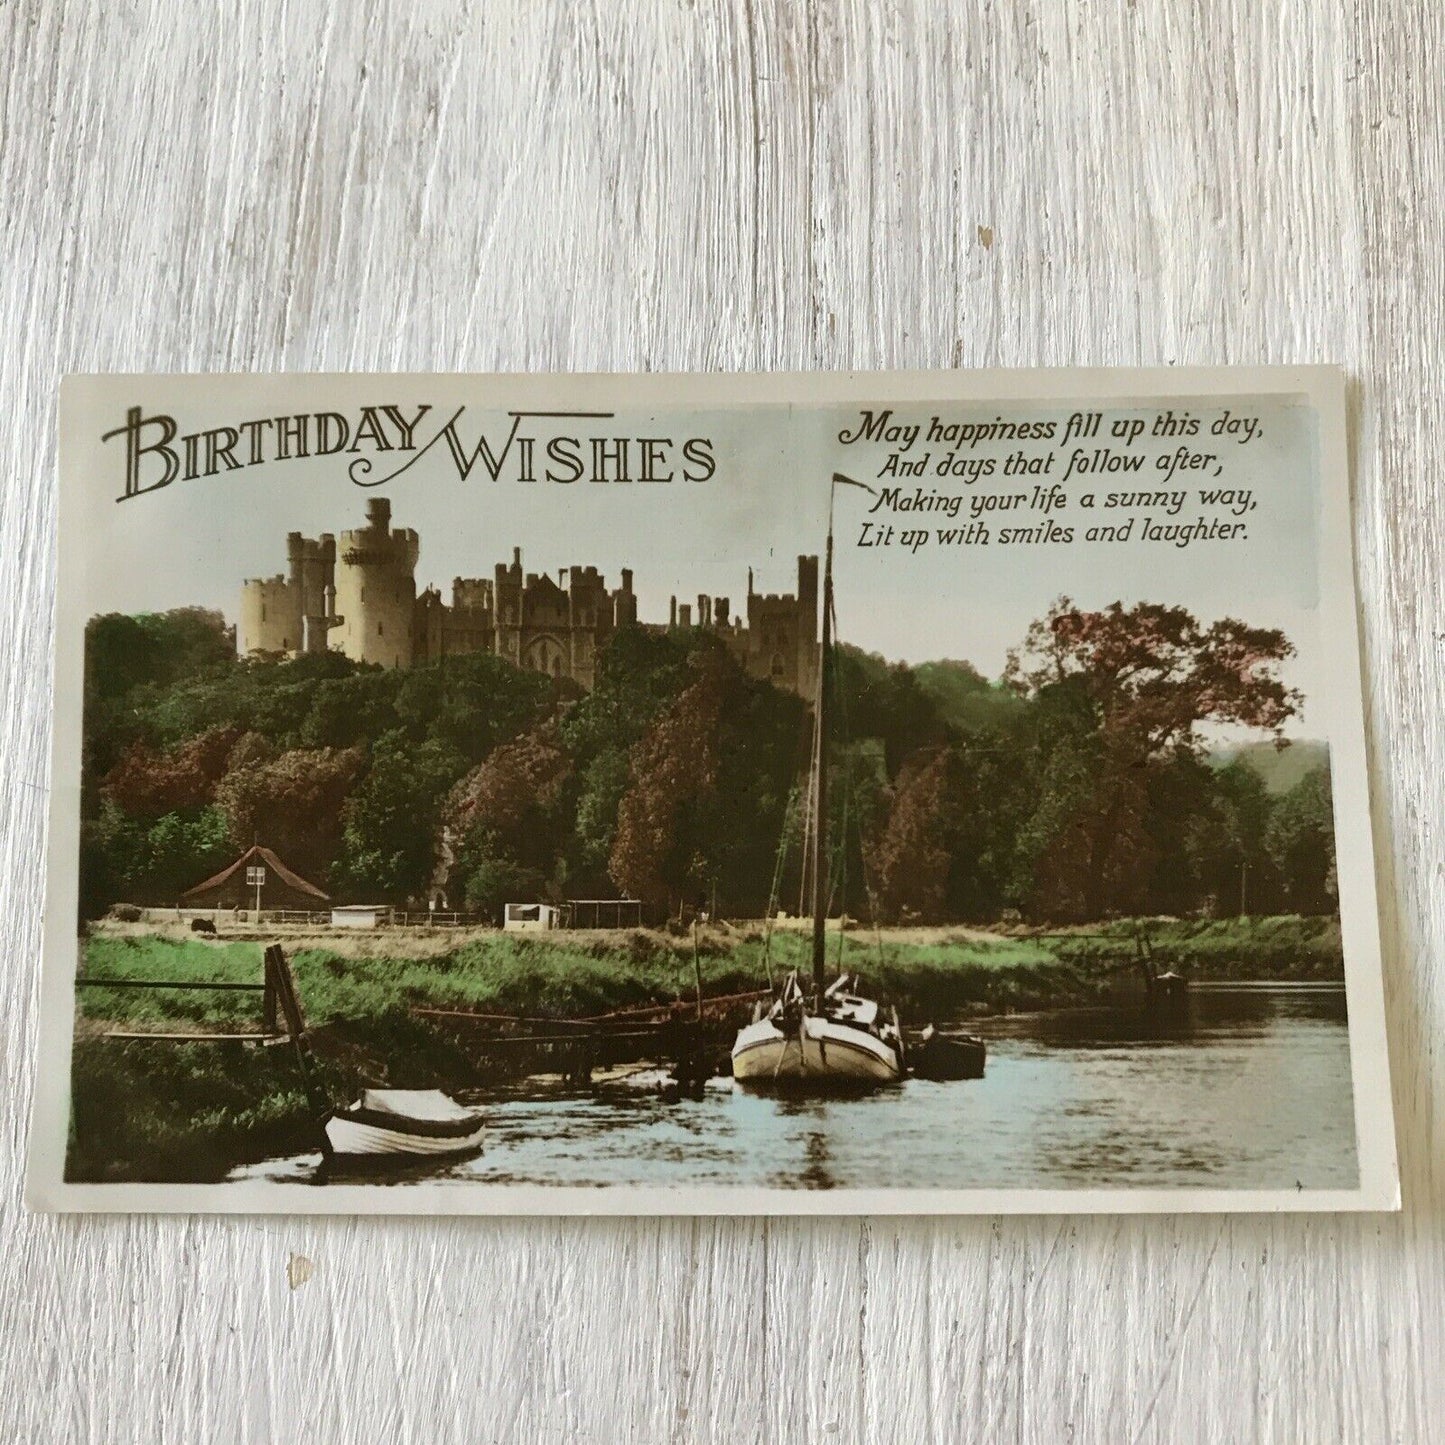 BIRTHDAY WISHES
May happiness fill up this day,
And days that follow after,
Making your life a sunny way,
Lit up with smiles and laughter.